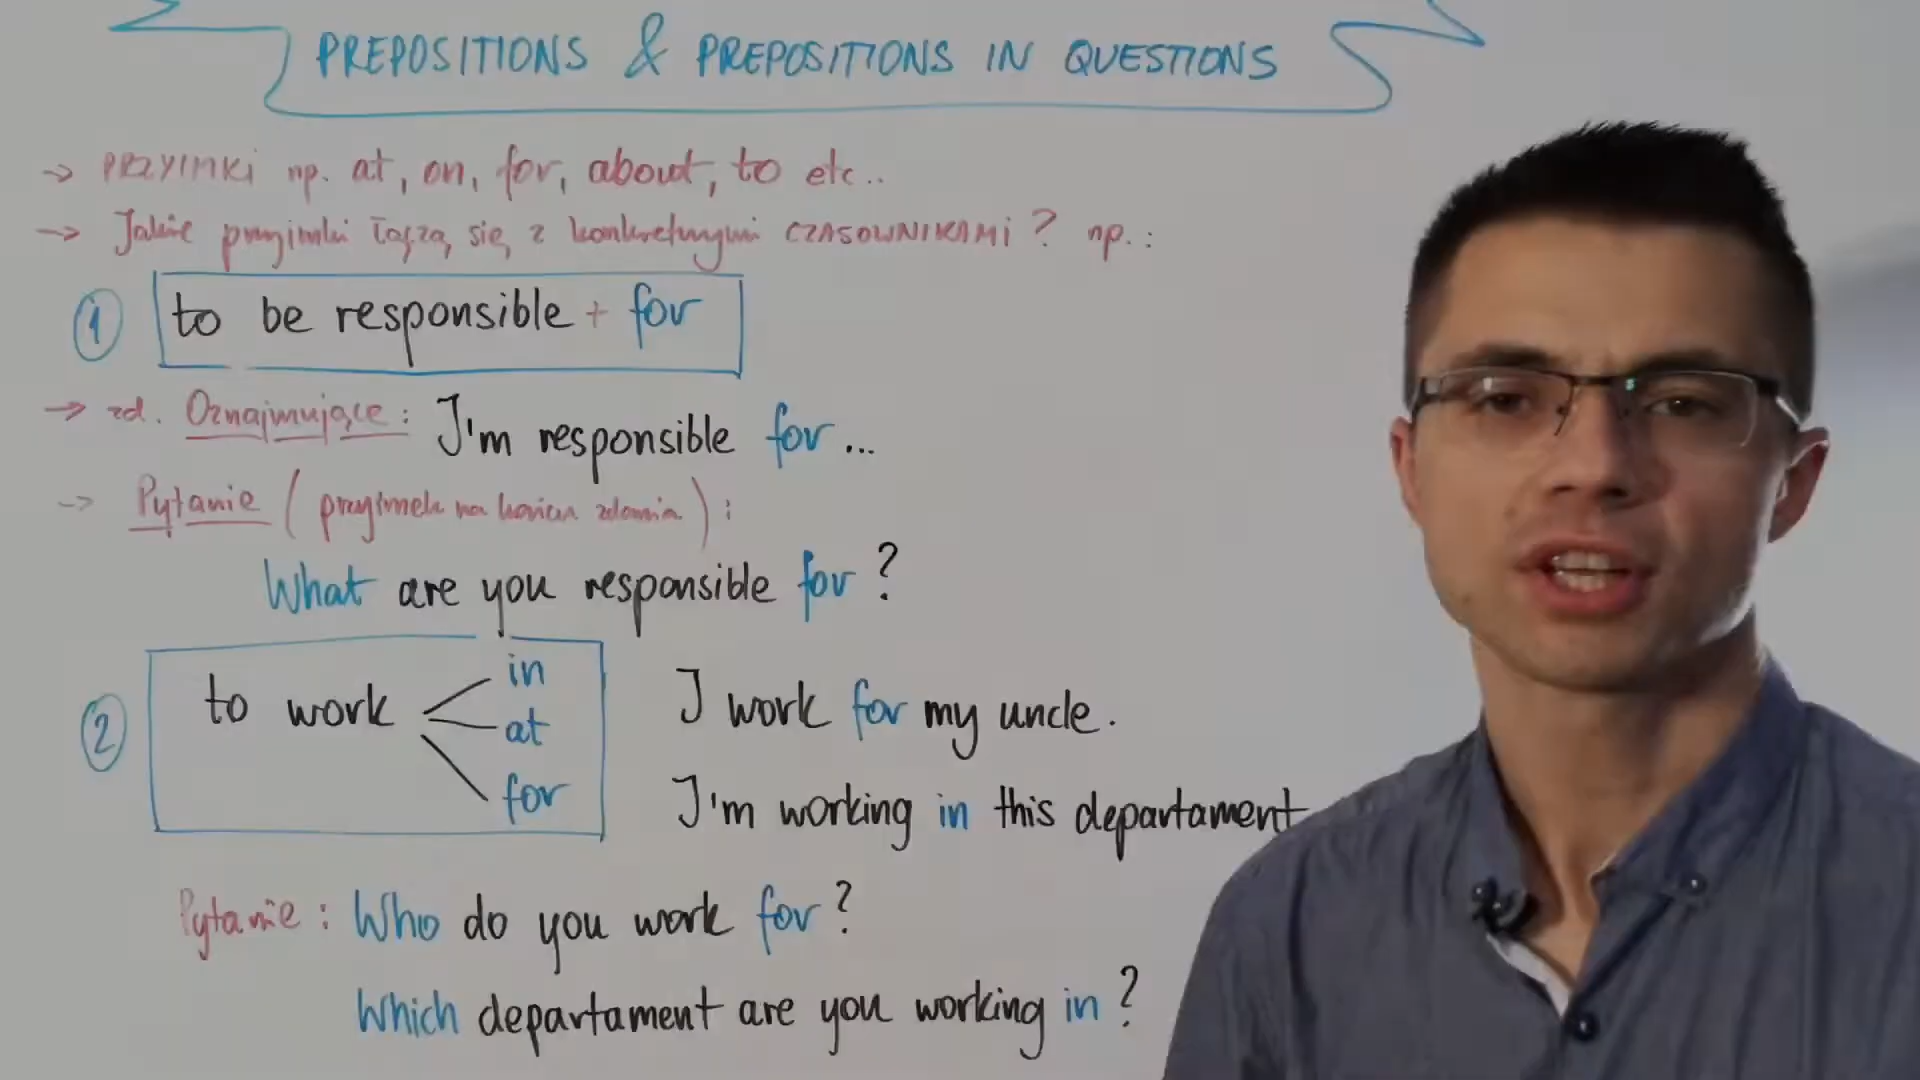 PREPOSITIONS & PREPOSITIONS IN QUESTIONS
→ PRZYIMKI np. at, on, for, about, to etc..
→ Jakie przyimki łączą się z konkretnymi CZASOWNIKAMI? np.:
1 to be responsible + for
→ zd. Oznajmujące: I'm responsible for...
→ Pytanie (przyimek na koniec zdania):
What are you responsible for?
2 to work in at for
I work for my uncle.
I'm working in this departament
Pytanie: Who do you work for?
Which departament are you working in?